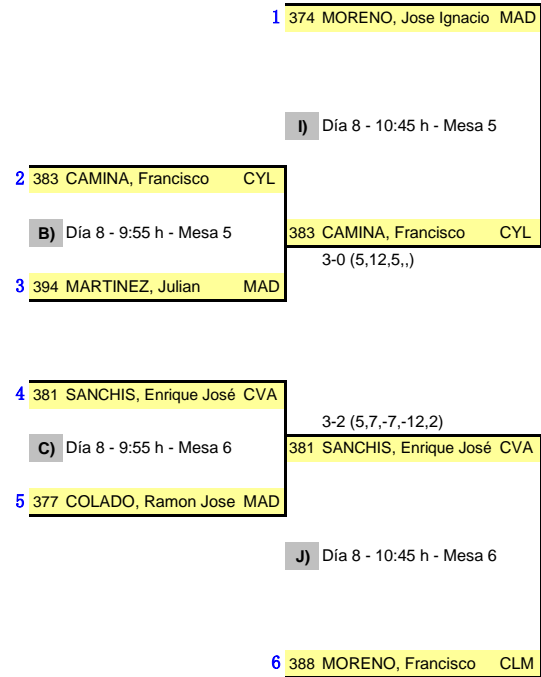 1 374 MORENO, Jose Ignacio MAD
I) Día 8 - 10:45 h - Mesa 5
2 383 CAMINA, Francisco CYL
B) Día 8 - 9:55 h - Mesa 5
383 CAMINA, Francisco CYL
3-0 (5,12,5,,)
3 394 MARTINEZ, Julian MAD
4 381 SANCHIS, Enrique José CVA
3-2 (5,7,-7,-12,2)
C) Día 8 - 9:55 h - Mesa 6
381 SANCHIS, Enrique José CVA
5 377 COLADO, Ramon Jose MAD
J) Día 8 - 10:45 h - Mesa 6
6 388 MORENO, Francisco CLM